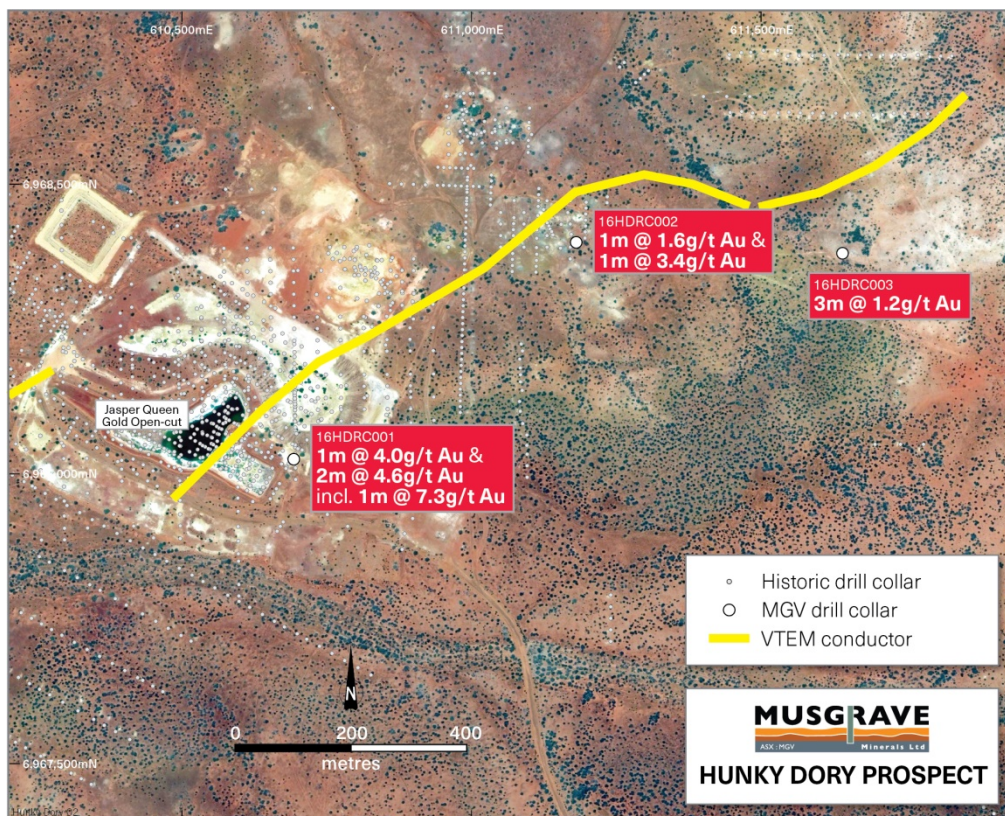 610,500mE
611,000mE
611,500mE
6,968,500mN
16HDRC002
1m @ 1.6g/t Au &
1m @ 3.4g/t Au
16HDRC003
3m @ 1.2g/t Au
Jasper Queen
Gold Open-cut
16HDRC001
1m @ 4.0g/t Au &
2m @ 4.6g/t Au
incl. 1m @ 7.3g/t Au
000mN
Historic drill collar
MGV drill collar
VTEM conductor
N
0 200 400
metres
MUSGRAVE
ASX : MGV Minerals Ltd
HUNKY DORY PROSPECT
6,967,500mN